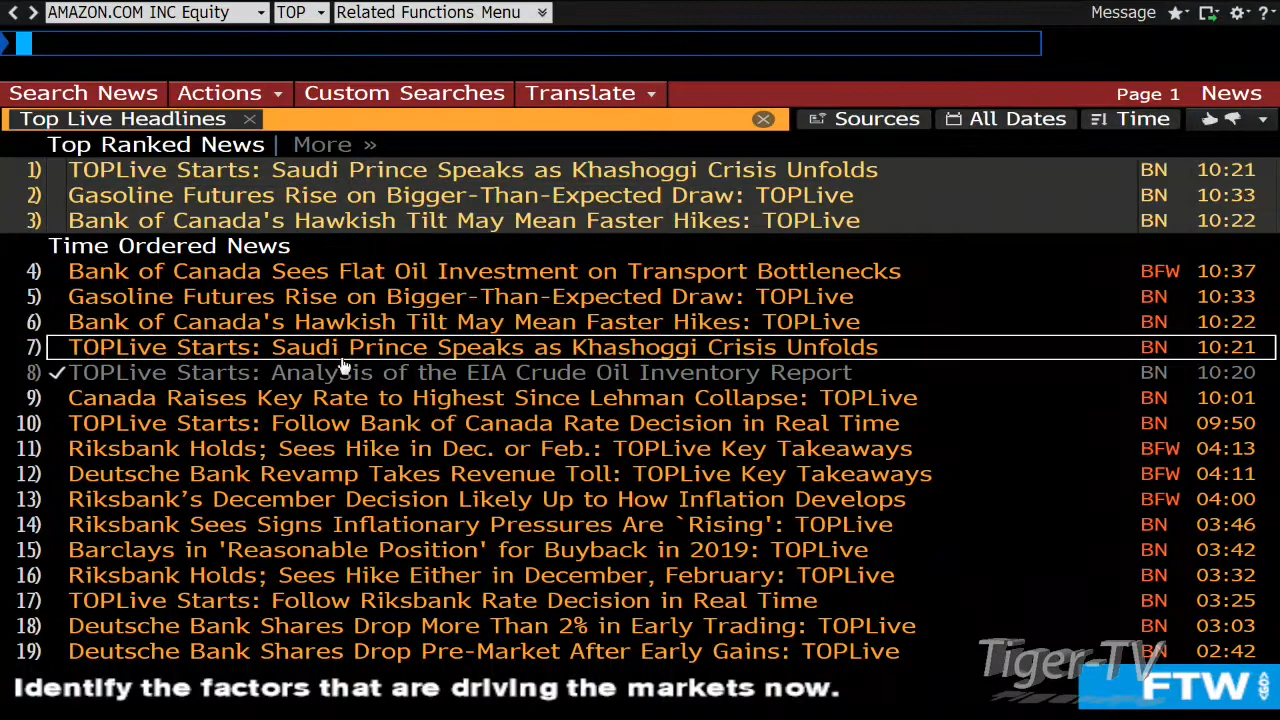 AMAZON.COM INC Equity TOP Related Functions Menu Message ?
Search News Actions Custom Searches Translate Page 1 News
Top Live Headlines Sources All Dates Time
Top Ranked News | More »
1) TOPLive Starts: Saudi Prince Speaks as Khashoggi Crisis Unfolds BN 10:21
2) Gasoline Futures Rise on Bigger-Than-Expected Draw: TOPLive BN 10:33
3) Bank of Canada's Hawkish Tilt May Mean Faster Hikes: TOPLive BN 10:22
Time Ordered News
4) Bank of Canada Sees Flat Oil Investment on Transport Bottlenecks BFW 10:37
5) Gasoline Futures Rise on Bigger-Than-Expected Draw: TOPLive BN 10:33
6) Bank of Canada's Hawkish Tilt May Mean Faster Hikes: TOPLive BN 10:22
7) TOPLive Starts: Saudi Prince Speaks as Khashoggi Crisis Unfolds BN 10:21
8) TOPLive Starts: Analysis of the EIA Crude Oil Inventory Report BN 10:20
9) Canada Raises Key Rate to Highest Since Lehman Collapse: TOPLive BN 10:01
10) TOPLive Starts: Follow Bank of Canada Rate Decision in Real Time BN 09:50
11) Riksbank Holds; Sees Hike in Dec. or Feb.: TOPLive Key Takeaways BFW 04:13
12) Deutsche Bank Revamp Takes Revenue Toll: TOPLive Key Takeaways BFW 04:11
13) Riksbank’s December Decision Likely Up to How Inflation Develops BFW 04:00
14) Riksbank Sees Signs Inflationary Pressures Are `Rising': TOPLive BN 03:46
15) Barclays in 'Reasonable Position' for Buyback in 2019: TOPLive BN 03:42
16) Riksbank Holds; Sees Hike Either in December, February: TOPLive BN 03:32
17) TOPLive Starts: Follow Riksbank Rate Decision in Real Time BN 03:25
18) Deutsche Bank Shares Drop More Than 2% in Early Trading: TOPLive BN 03:03
19) Deutsche Bank Shares Drop Pre-Market After Early Gains: TOPLive BN 02:42
Tiger-TV
Identify the factors that are driving the markets now.
FTW